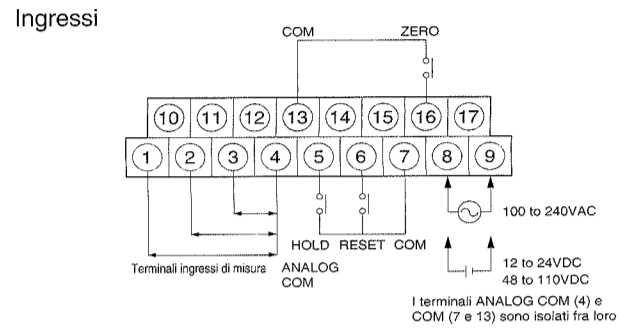 Ingressi
COM ZERO
10 11 12 13 14 15 16 17
1 2 3 4 5 6 7 8 9
100 to 240VAC
HOLD RESET COM
Terminali ingressi di misura
ANALOG
COM
12 to 24VDC
48 to 110VDC
I terminali ANALOG COM (4) e
COM (7 e 13) sono isolati fra loro